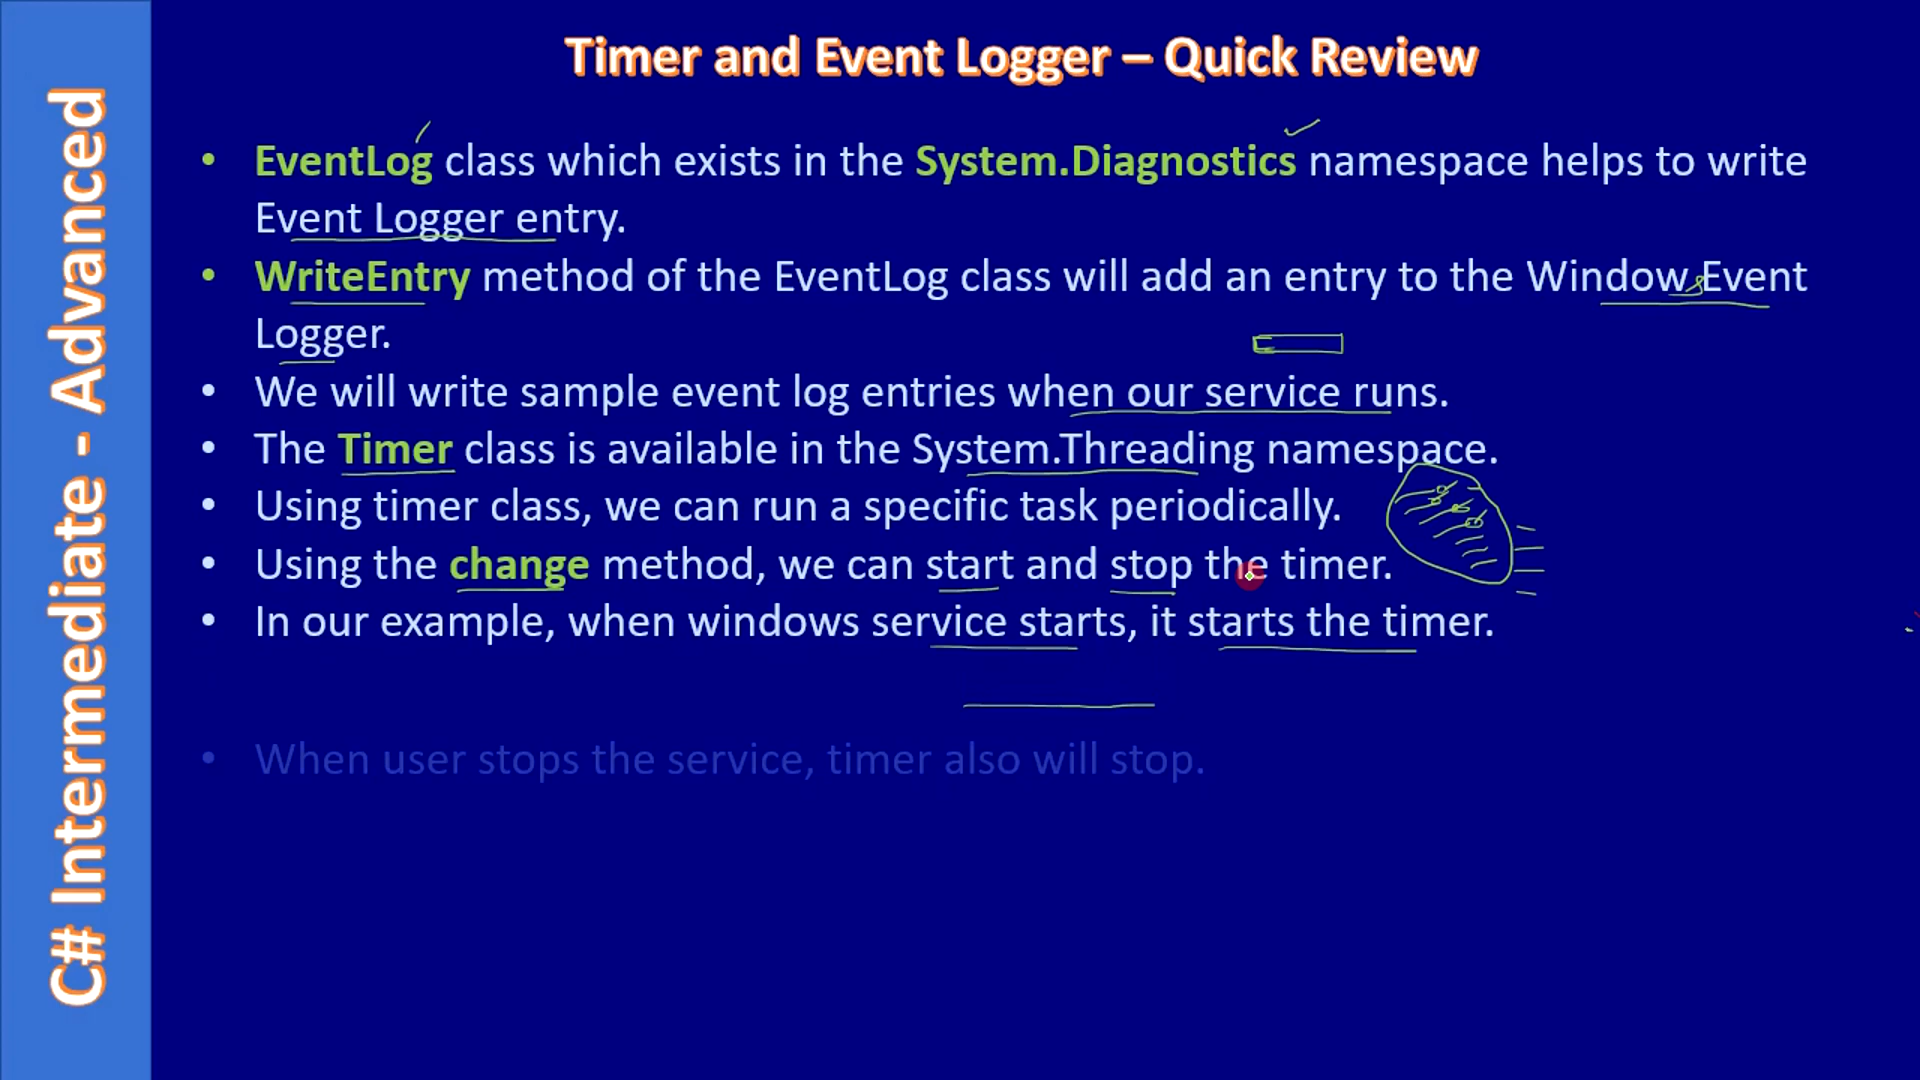 C# Intermediate - Advanced
Timer and Event Logger – Quick Review
• EventLog class which exists in the System.Diagnostics namespace helps to write
Event Logger entry.
• WriteEntry method of the EventLog class will add an entry to the Windows Event
Logger.
• We will write sample event log entries when our service runs.
• The Timer class is available in the System.Threading namespace.
• Using timer class, we can run a specific task periodically.
• Using the change method, we can start and stop the timer.
• In our example, when windows service starts, it starts the timer.
• When user stops the service, timer also will stop.